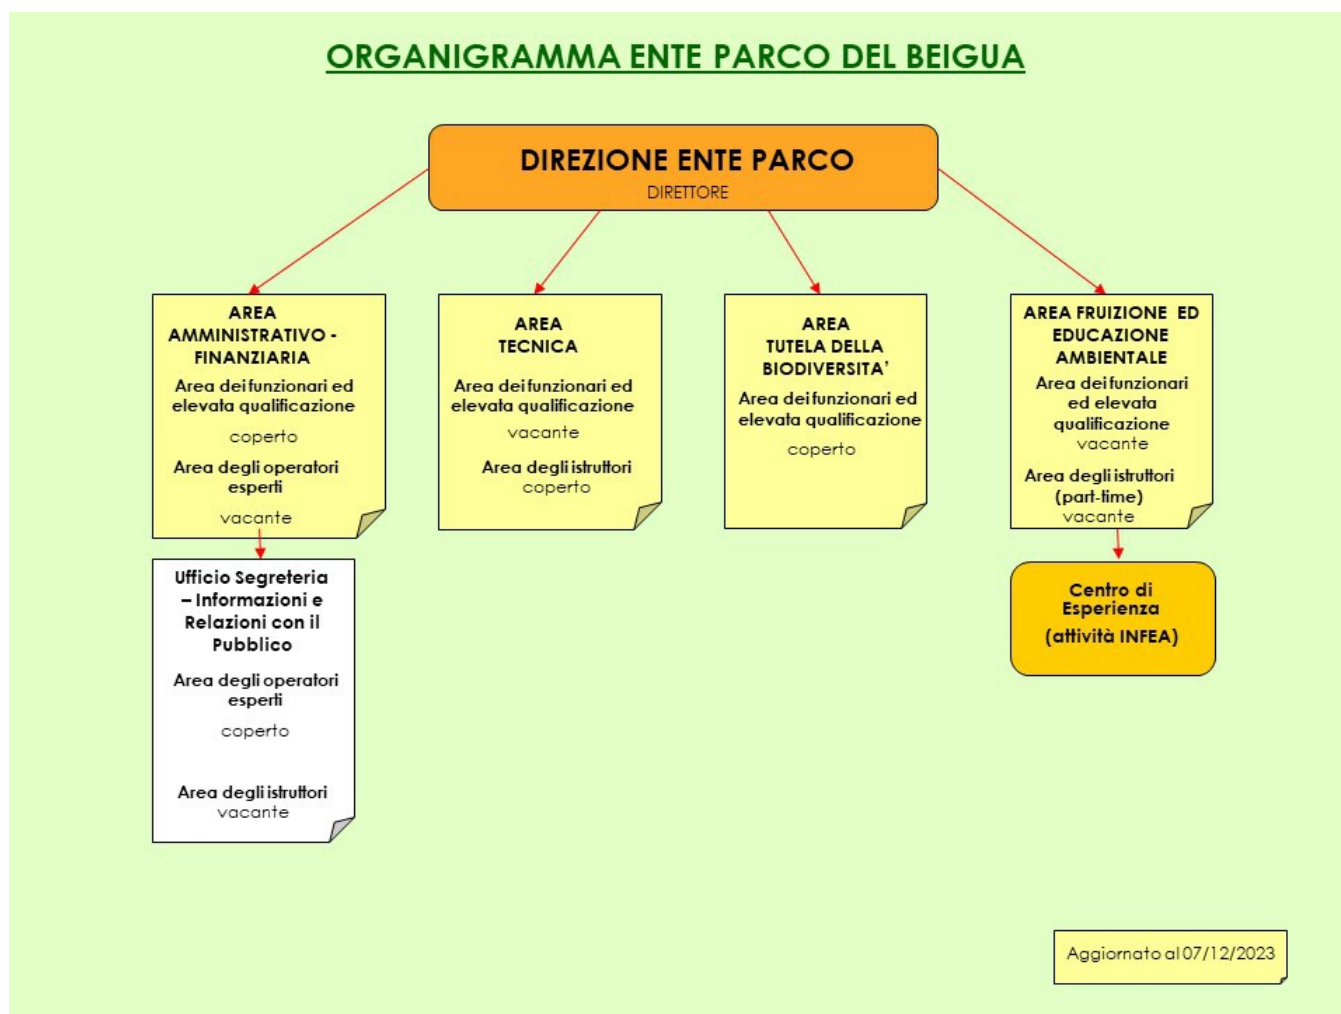 ORGANIGRAMMA ENTE PARCO DEL BEIGUA
DIREZIONE ENTE PARCO
DIRETTORE
AREA
AMMINISTRATIVO -
FINANZIARIA
Area dei funzionari ed
elevata qualificazione
coperto
Area degli operatori
esperti
vacante
AREA
TECNICA
Area dei funzionari ed
elevata qualificazione
vacante
Area degli istruttori
coperto
AREA
TUTELA DELLA
BIODIVERSITA’
Area dei funzionari ed
elevata qualificazione
coperto
AREA FRUIZIONE ED
EDUCAZIONE
AMBIENTALE
Area dei funzionari
ed elevata
qualificazione
vacante
Area degli istruttori
(part-time)
vacante
Ufficio Segreteria
– Informazioni e
Relazioni con il
Pubblico
Area degli operatori
esperti
coperto
Area degli istruttori
vacante
Centro di
Esperienza
(attività INFEA)
Aggiornato al 07/12/2023